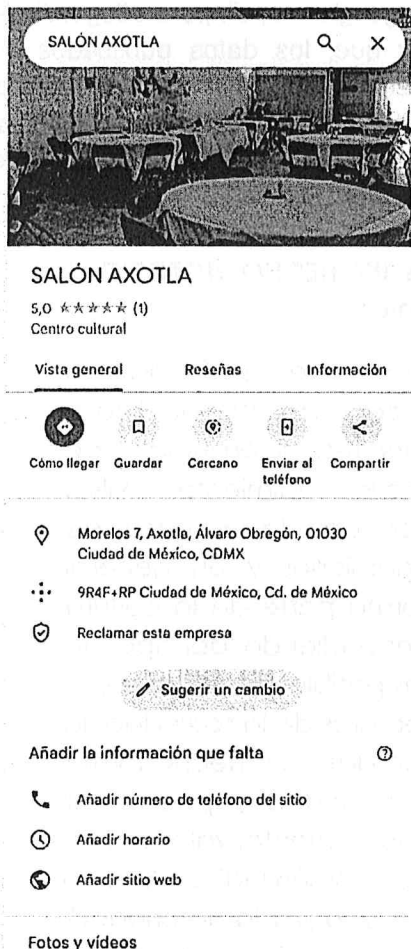 SALÓN AXOTLA
SALÓN AXOTLA
5,0 ★★★★★ (1)
Centro cultural
Vista general Reseñas Información
Cómo llegar Guardar Cercano Enviar al teléfono Compartir
Morelos 7, Axotla, Álvaro Obregón, 01030
Ciudad de México, CDMX
9R4F+RP Ciudad de México, Cd. de México
Reclamar esta empresa
Sugerir un cambio
Añadir la información que falta
Añadir número de teléfono del sitio
Añadir horario
Añadir sitio web
Fotos y vídeos